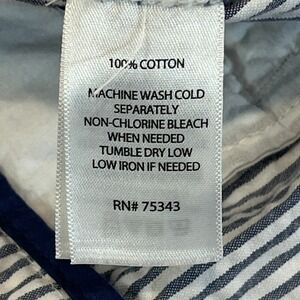 100% COTTON
MACHINE WASH COLD
SEPARATELY
NON-CHLORINE BLEACH
WHEN NEEDED
TUMBLE DRY LOW
LOW IRON IF NEEDED
RN# 75343